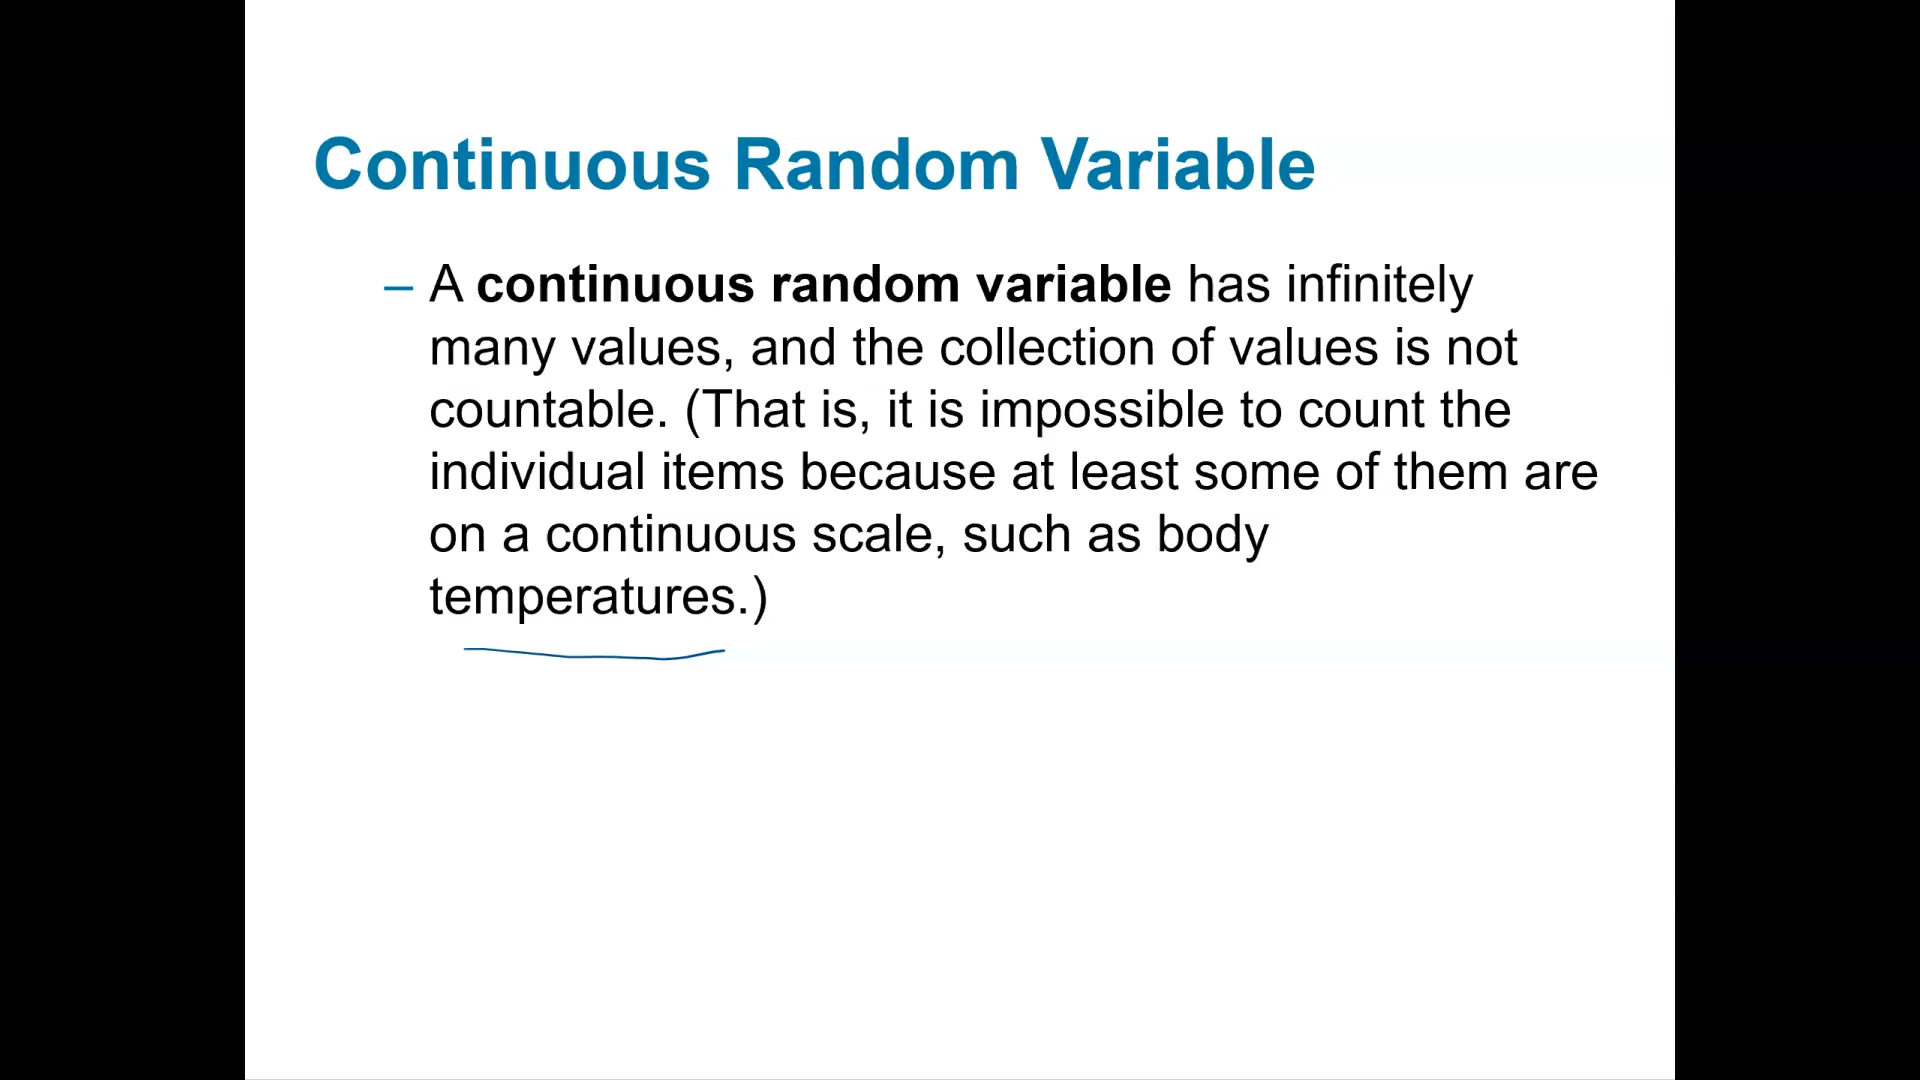 Continuous Random Variable
– A continuous random variable has infinitely
many values, and the collection of values is not
countable. (That is, it is impossible to count the
individual items because at least some of them are
on a continuous scale, such as body
temperatures.)